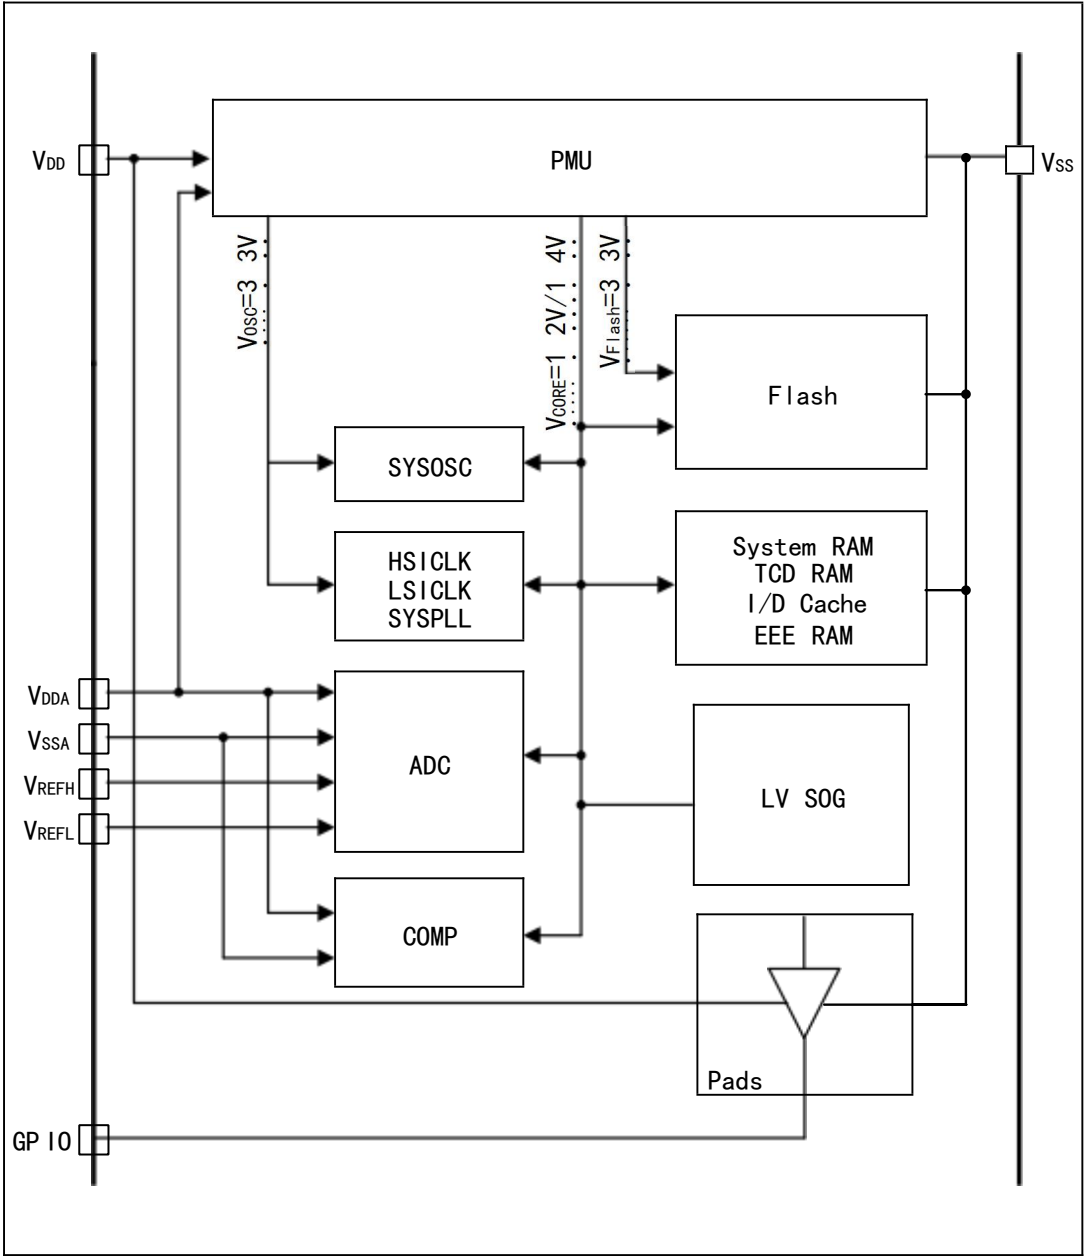 PMU
VDD
VSS
VOSC=3.3V
VCORE=1.2V/1.4V
VFlash=3.3V
Flash
SYSOSC
System RAM
TCD RAM
I/D Cache
EEE RAM
HSICLK
LSICLK
SYSPLL
VDDA
VSSA
VREFH
VREFL
ADC
LV SOG
COMP
Pads
GPIO